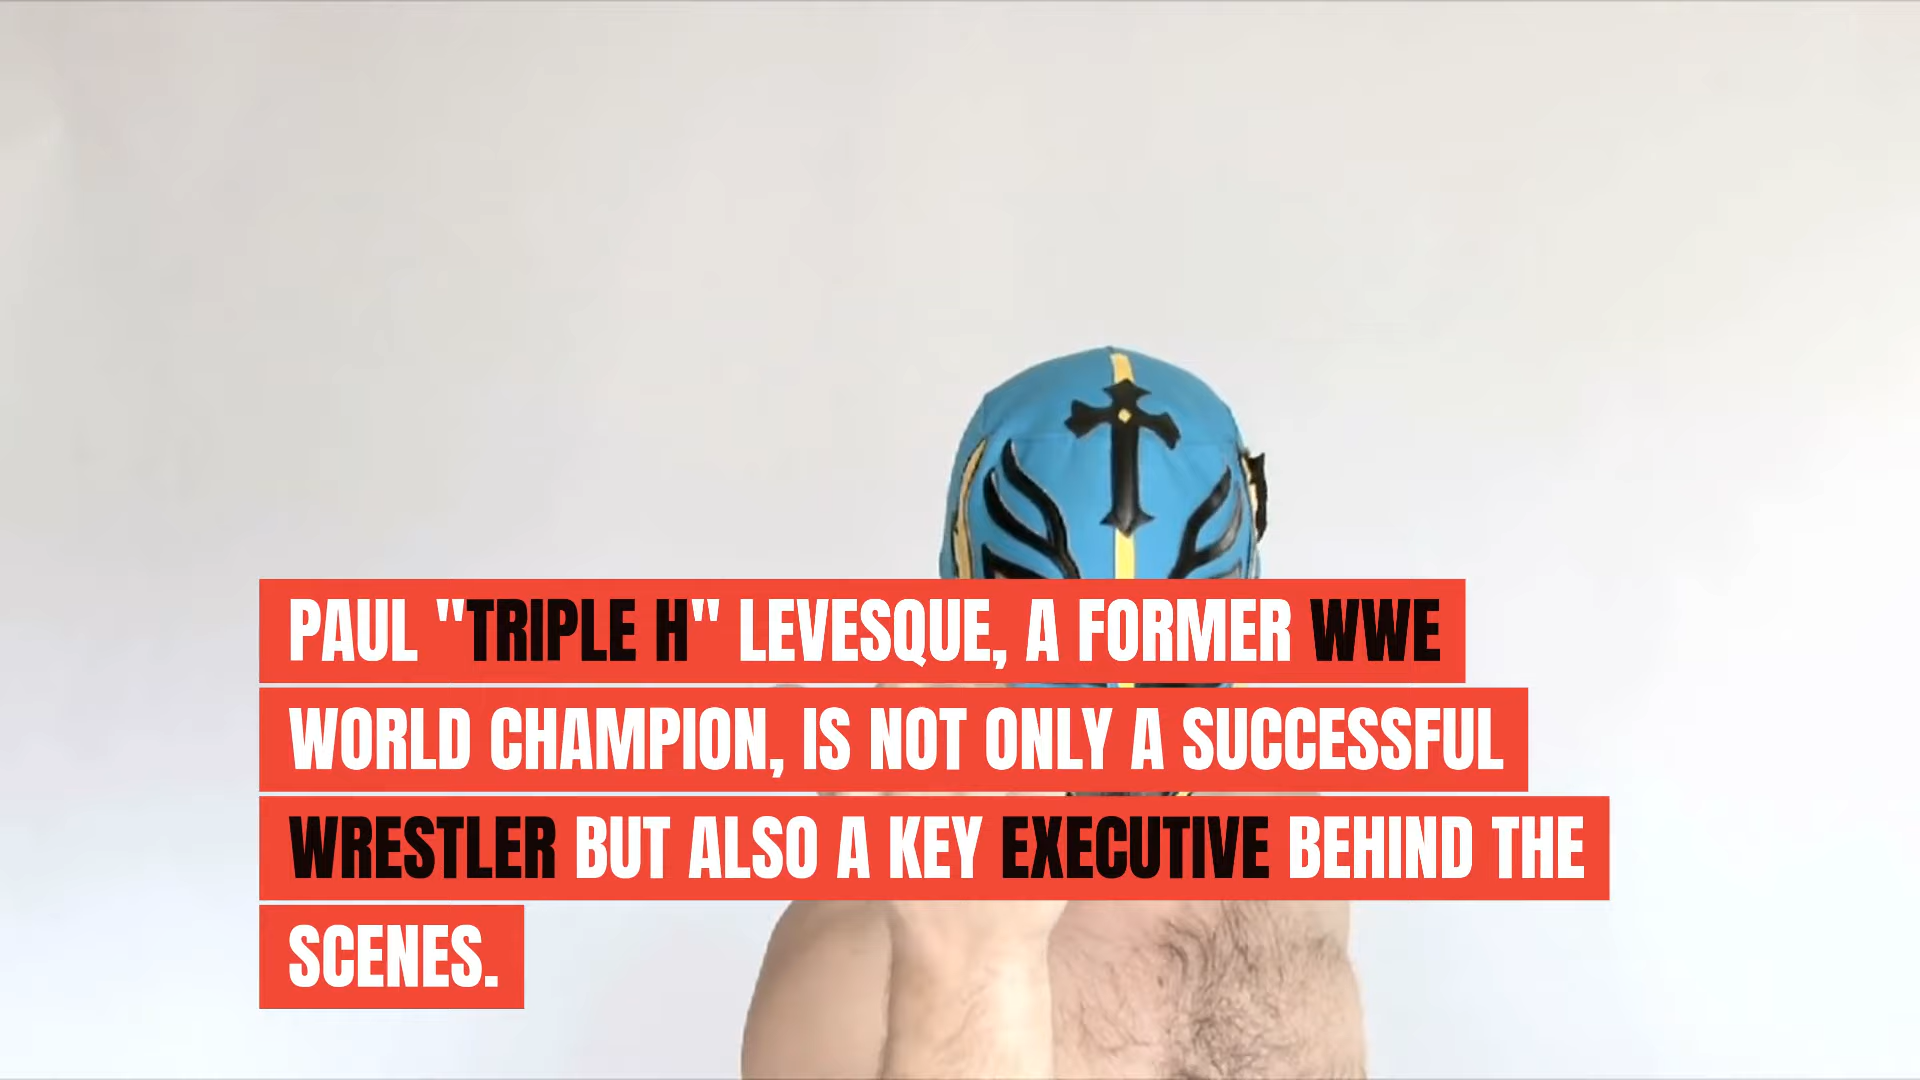 PAUL "TRIPLE H" LEVESQUE, A FORMER WWE
WORLD CHAMPION, IS NOT ONLY A SUCCESSFUL
WRESTLER BUT ALSO A KEY EXECUTIVE BEHIND THE
SCENES.